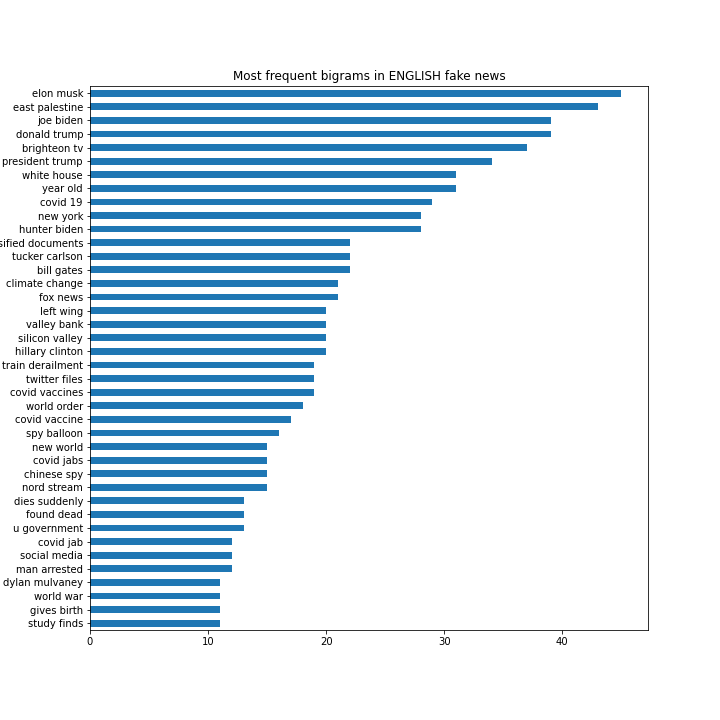 Most frequent bigrams in ENGLISH fake news
elon musk
east palestine
joe biden
donald trump
brighteon tv
president trump
white house
year old
covid 19
new york
hunter biden
sified documents
tucker carlson
bill gates
climate change
fox news
left wing
valley bank
silicon valley
hillary clinton
train derailment
twitter files
covid vaccines
world order
covid vaccine
spy balloon
new world
covid jabs
chinese spy
nord stream
dies suddenly
found dead
u government
covid jab
social media
man arrested
dylan mulvaney
world war
gives birth
study finds
0 10 20 30 40